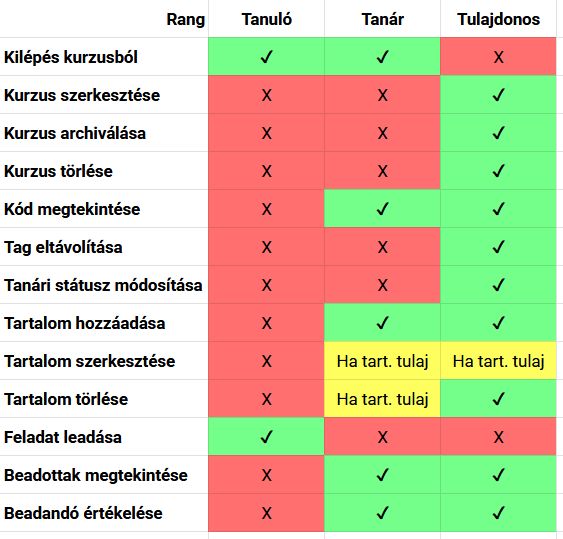 Rang Tanuló Tanár Tulajdonos
Kilépés kurzusból ✓ ✓ X
Kurzus szerkesztése X X ✓
Kurzus archiválása X X ✓
Kurzus törlése X X ✓
Kód megtekintése X ✓ ✓
Tag eltávolítása X X ✓
Tanári státusz módosítása X X ✓
Tartalom hozzáadása X ✓ ✓
Tartalom szerkesztése X Ha tart. tulaj Ha tart. tulaj
Tartalom törlése X Ha tart. tulaj ✓
Feladat leadása ✓ X X
Beadottak megtekintése X ✓ ✓
Beadandó értékelése X ✓ ✓